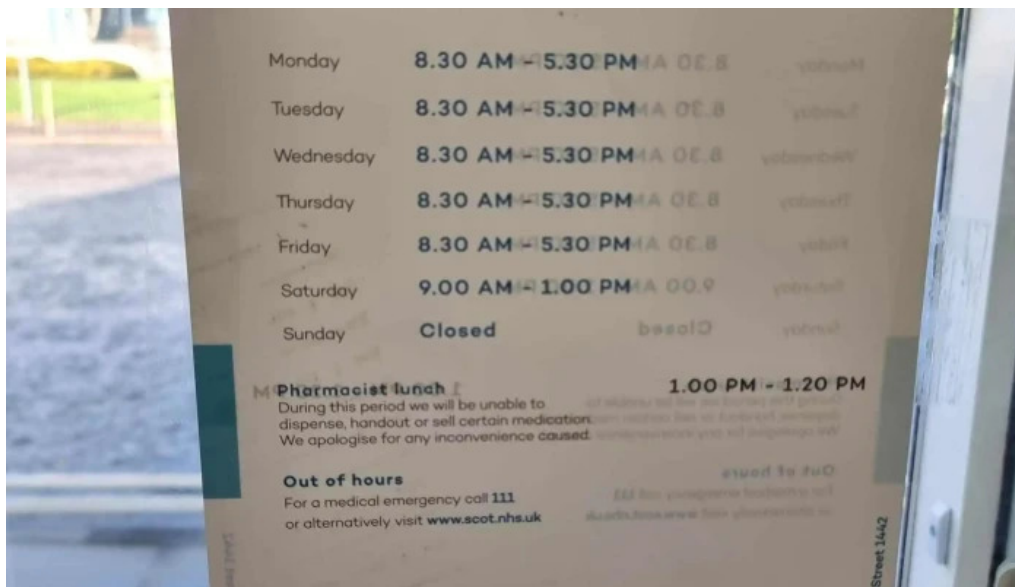 Monday 8.30 AM - 5.30 PM
Tuesday 8.30 AM - 5.30 PM
Wednesday 8.30 AM - 5.30 PM
Thursday 8.30 AM - 5.30 PM
Friday 8.30 AM - 5.30 PM
Saturday 9.00 AM - 1.00 PM
Sunday Closed
Pharmacist lunch 1.00 PM - 1.20 PM
During this period we will be unable to
dispense, handout or sell certain medication.
We apologise for any inconvenience caused.
Out of hours
For a medical emergency call 111
or alternatively visit www.scot.nhs.uk
Street 1442